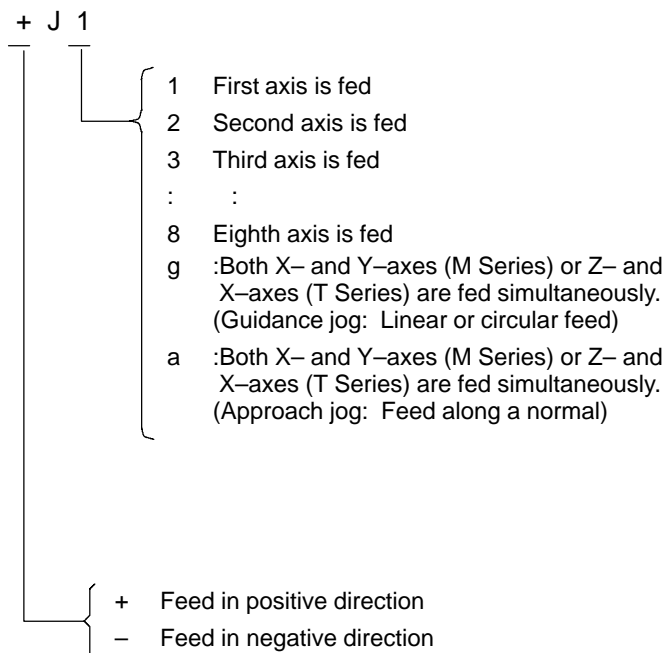 + J 1
1 First axis is fed
2 Second axis is fed
3 Third axis is fed
: :
8 Eighth axis is fed
g :Both X– and Y–axes (M Series) or Z– and
X–axes (T Series) are fed simultaneously.
(Guidance jog: Linear or circular feed)
a :Both X– and Y–axes (M Series) or Z– and
X–axes (T Series) are fed simultaneously.
(Approach jog: Feed along a normal)
+ Feed in positive direction
– Feed in negative direction